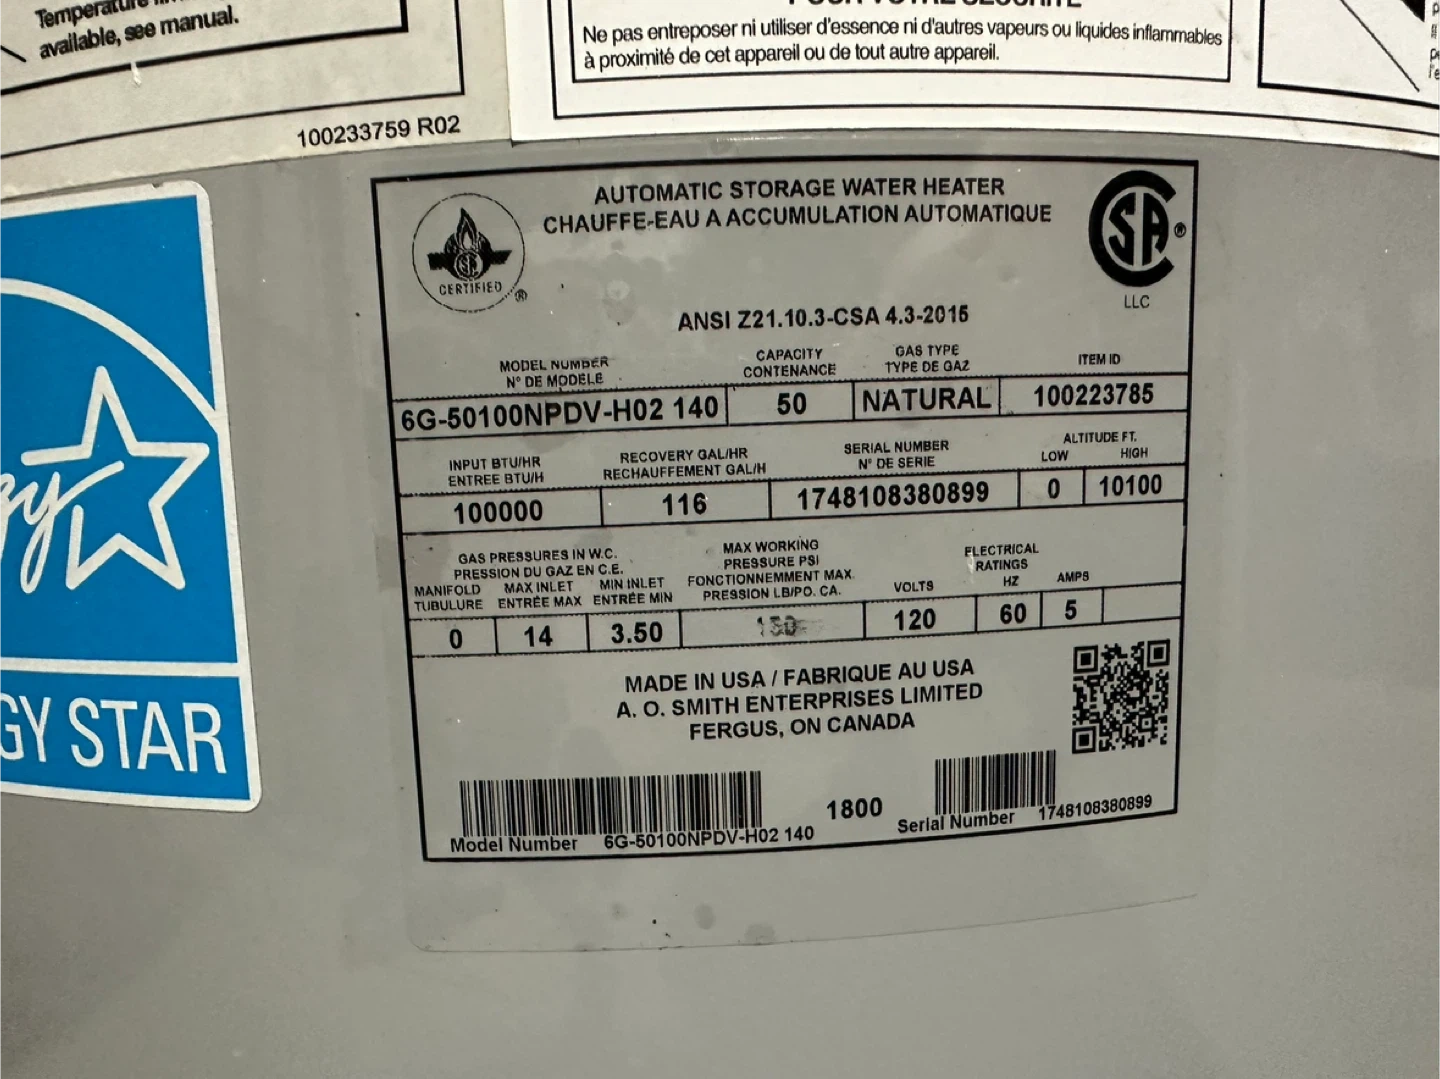 Temperature
available, see manual.
100233759 R02
POUR VOTRE SÉCURITÉ
Ne pas entreposer ni utiliser d'essence ni d'autres vapeurs ou liquides inflammables
à proximité de cet appareil ou de tout autre appareil.
AUTOMATIC STORAGE WATER HEATER
CHAUFFE-EAU A ACCUMULATION AUTOMATIQUE
CERTIFIED ®
SA ®
LLC
ANSI Z21.10.3-CSA 4.3-2015
MODEL NUMBER
N° DE MODÈLE
CAPACITY
CONTENANCE
GAS TYPE
TYPE DE GAZ
ITEM ID
6G-50100NPDV-H02 140 50 NATURAL 100223785
INPUT BTU/HR
ENTREE BTU/H
RECOVERY GAL/HR
RECHAUFFEMENT GAL/H
SERIAL NUMBER
N° DE SERIE
ALTITUDE FT.
LOW HIGH
100000 116 1748108380899 0 10100
GAS PRESSURES IN W.C.
PRESSION DU GAZ EN C.E.
MANIFOLD MAX INLET MIN INLET
TUBULURE ENTRÉE MAX ENTRÉE MIN
MAX WORKING
PRESSURE PSI
FONCTIONNEMMENT MAX.
PRESSION LB/PO. CA.
ELECTRICAL
RATINGS
VOLTS HZ AMPS
0 14 3.50 150 120 60 5
MADE IN USA / FABRIQUE AU USA
A. O. SMITH ENTERPRISES LIMITED
FERGUS, ON CANADA
1800
Model Number 6G-50100NPDV-H02 140
Serial Number 1748108380899
GY STAR